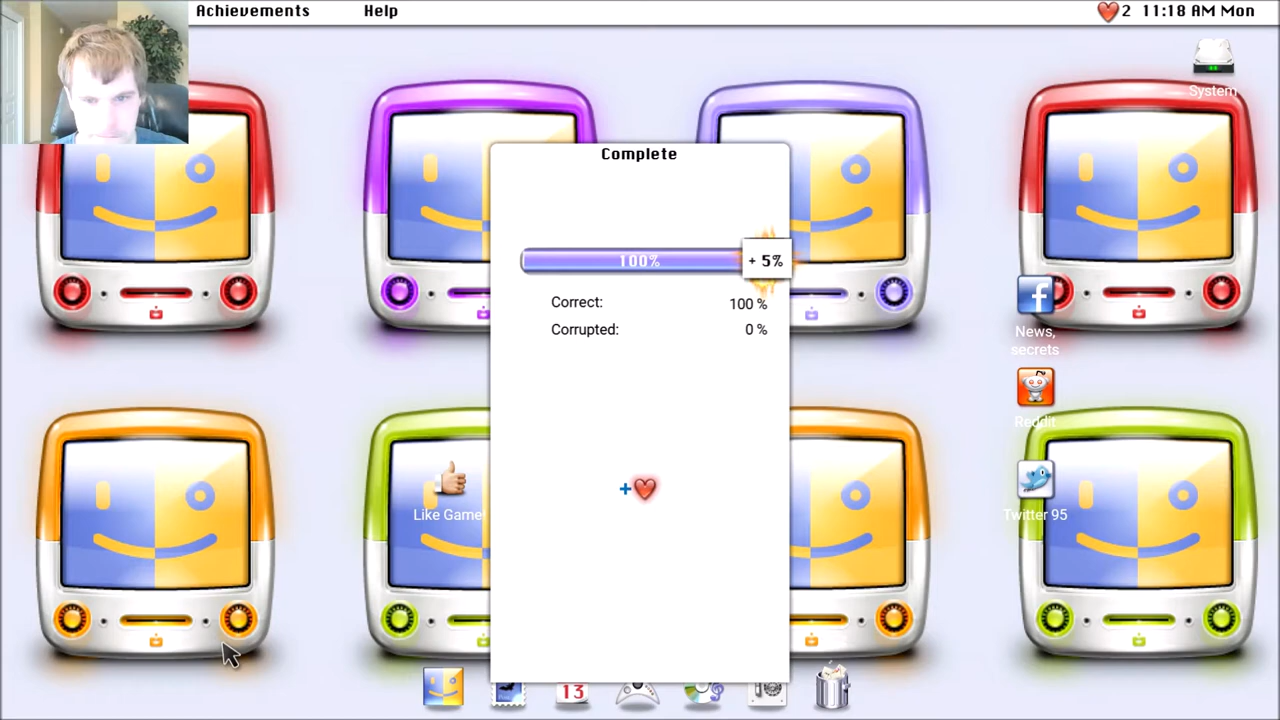 Achievements Help 2 11:18 AM Mon
System
Complete
100% + 5%
Correct: 100 %
Corrupted: 0 %
News,
secrets
Reddit
+
Like Game!
Twitter 95
13